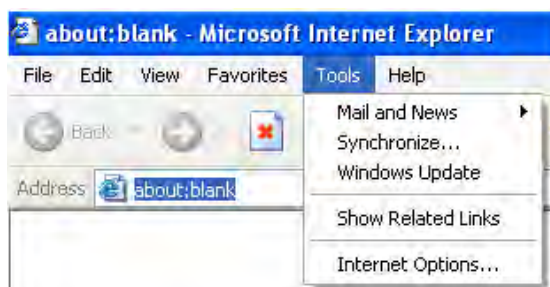 about:blank - Microsoft Internet Explorer
File Edit View Favorites Tools Help
Back
Address about:blank
Mail and News
Synchronize...
Windows Update
Show Related Links
Internet Options...